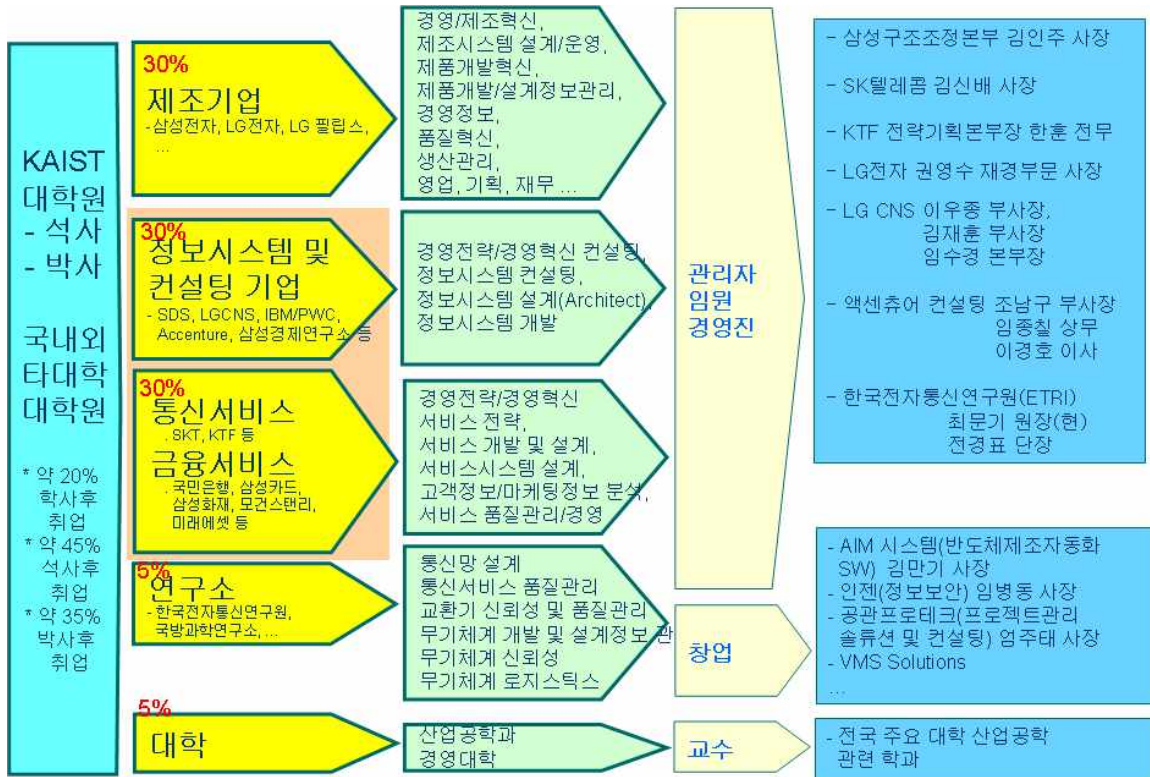 KAIST
대학원
- 석사
- 박사
국내외
타대학
대학원
* 약 20%
학사후
취업
* 약 45%
석사후
취업
* 약 35%
박사후
취업
30%
제조기업
- 삼성전자, LG전자, LG 필립스,
...
30%
정보시스템 및
컨설팅 기업
- SDS, LGCNS, IBM/PWC,
Accenture, 삼성경제연구소 등
30%
통신서비스
. SKT, KTF 등
금융서비스
. 국민은행, 삼성카드,
삼성화재, 모건스탠리,
미래에셋 등
5%
연구소
- 한국전자통신연구원,
국방과학연구소, ...
5%
대학
경영/제조혁신,
제조시스템 설계/운영,
제품개발혁신,
제품개발/설계정보관리,
경영정보,
품질혁신,
생산관리,
영업, 기획, 재무 ...
경영전략/경영혁신 컨설팅,
정보시스템 컨설팅,
정보시스템 설계(Architect),
정보시스템 개발
경영전략/경영혁신
서비스 전략,
서비스 개발 및 설계,
서비스시스템 설계,
고객정보/마케팅정보 분석,
서비스 품질관리/경영
통신망 설계
통신서비스 품질관리
교환기 신뢰성 및 품질관리
무기체계 개발 및 설계정보 관
무기체계 신뢰성
무기체계 로지스틱스
산업공학과
경영대학
관리자
임원
경영진
창업
교수
- 삼성구조조정본부 김인주 사장
- SK텔레콤 김신배 사장
- KTF 전략기획본부장 한훈 전무
- LG전자 권영수 재경부문 사장
- LG CNS 이우종 부사장,
김재훈 부사장
임수경 본부장
- 액센츄어 컨설팅 조남구 부사장
임종칠 상무
이경호 이사
- 한국전자통신연구원(ETRI)
최문기 원장(현)
전경표 단장
- AIM 시스템(반도체제조자동화
SW) 김만기 사장
- 인젠(정보보안) 임병동 사장
- 공관프로테크(프로젝트관리
솔류션 및 컨설팅) 엄주태 사장
- VMS Solutions
...
- 전국 주요 대학 산업공학
관련 학과